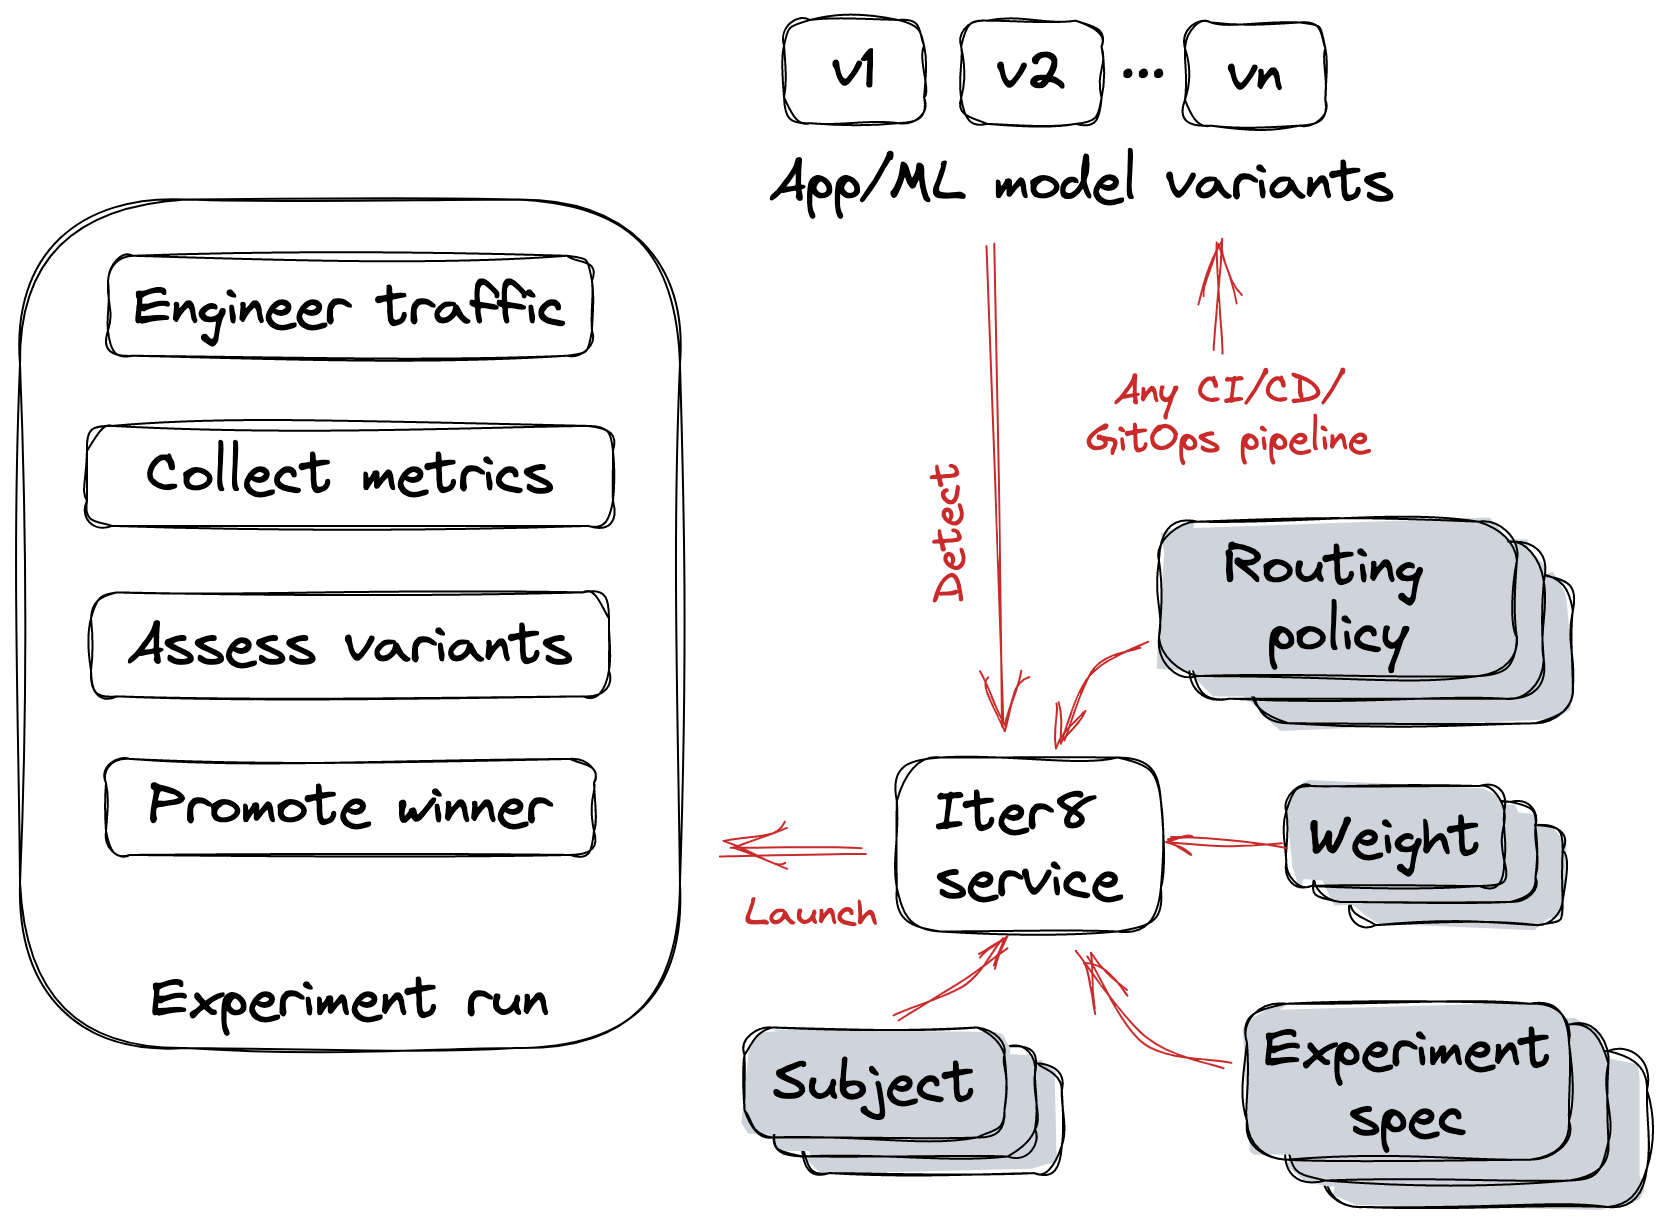 v1
v2
...
vn
App/ML model variants
Engineer traffic
Collect metrics
Assess variants
Promote winner
Experiment run
Any CI/CD/
GitOps pipeline
Detect
Routing
policy
Iter8
service
Weight
Launch
Subject
Experiment
spec